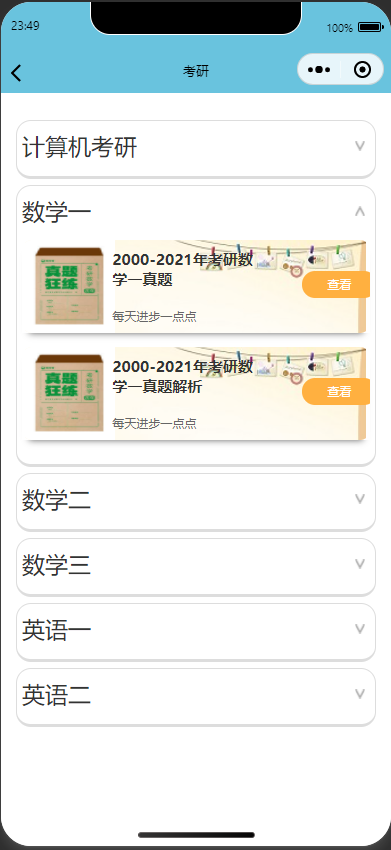 23:49
100%
考研
计算机考研
数学一
真题
狂练
2000-2021年考研数
学一真题
查看
每天进步一点点
真题
狂练
2000-2021年考研数
学一真题解析
查看
每天进步一点点
数学二
数学三
英语一
英语二